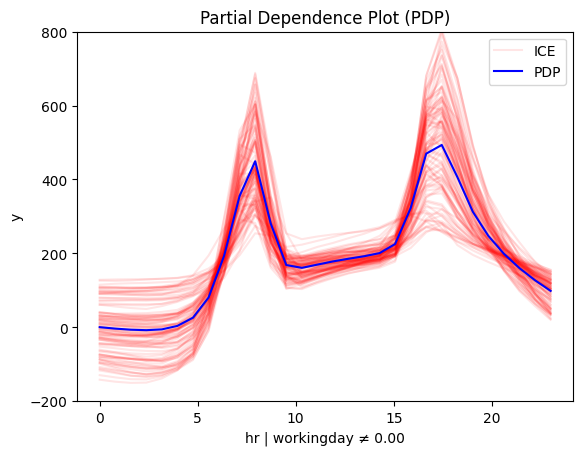 Partial Dependence Plot (PDP)
ICE
PDP
800
600
400
200
0
−200
y
0 5 10 15 20
hr | workingday ≠ 0.00